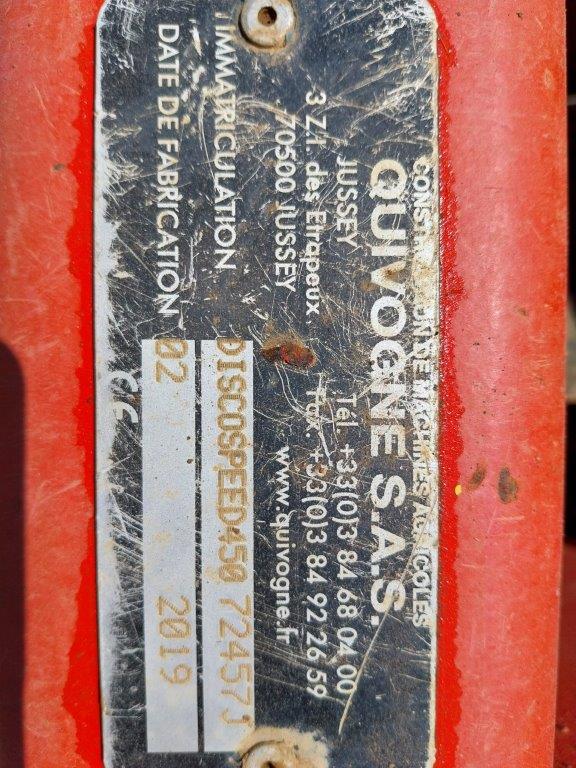 CONSTRUCTION DE MACHINES AGRICOLES
QUIVOGNE S.A.S.
JUSSEY Tél. +33(0)3 84 68 04 00
3 Z.I. des Etrapeux Fax. +33(0)3 84 92 26 59
70500 JUSSEY www.quivogne.fr
IMMATRICULATION DISCOSPEED450 724573
DATE DE FABRICATION 02 2019
CE